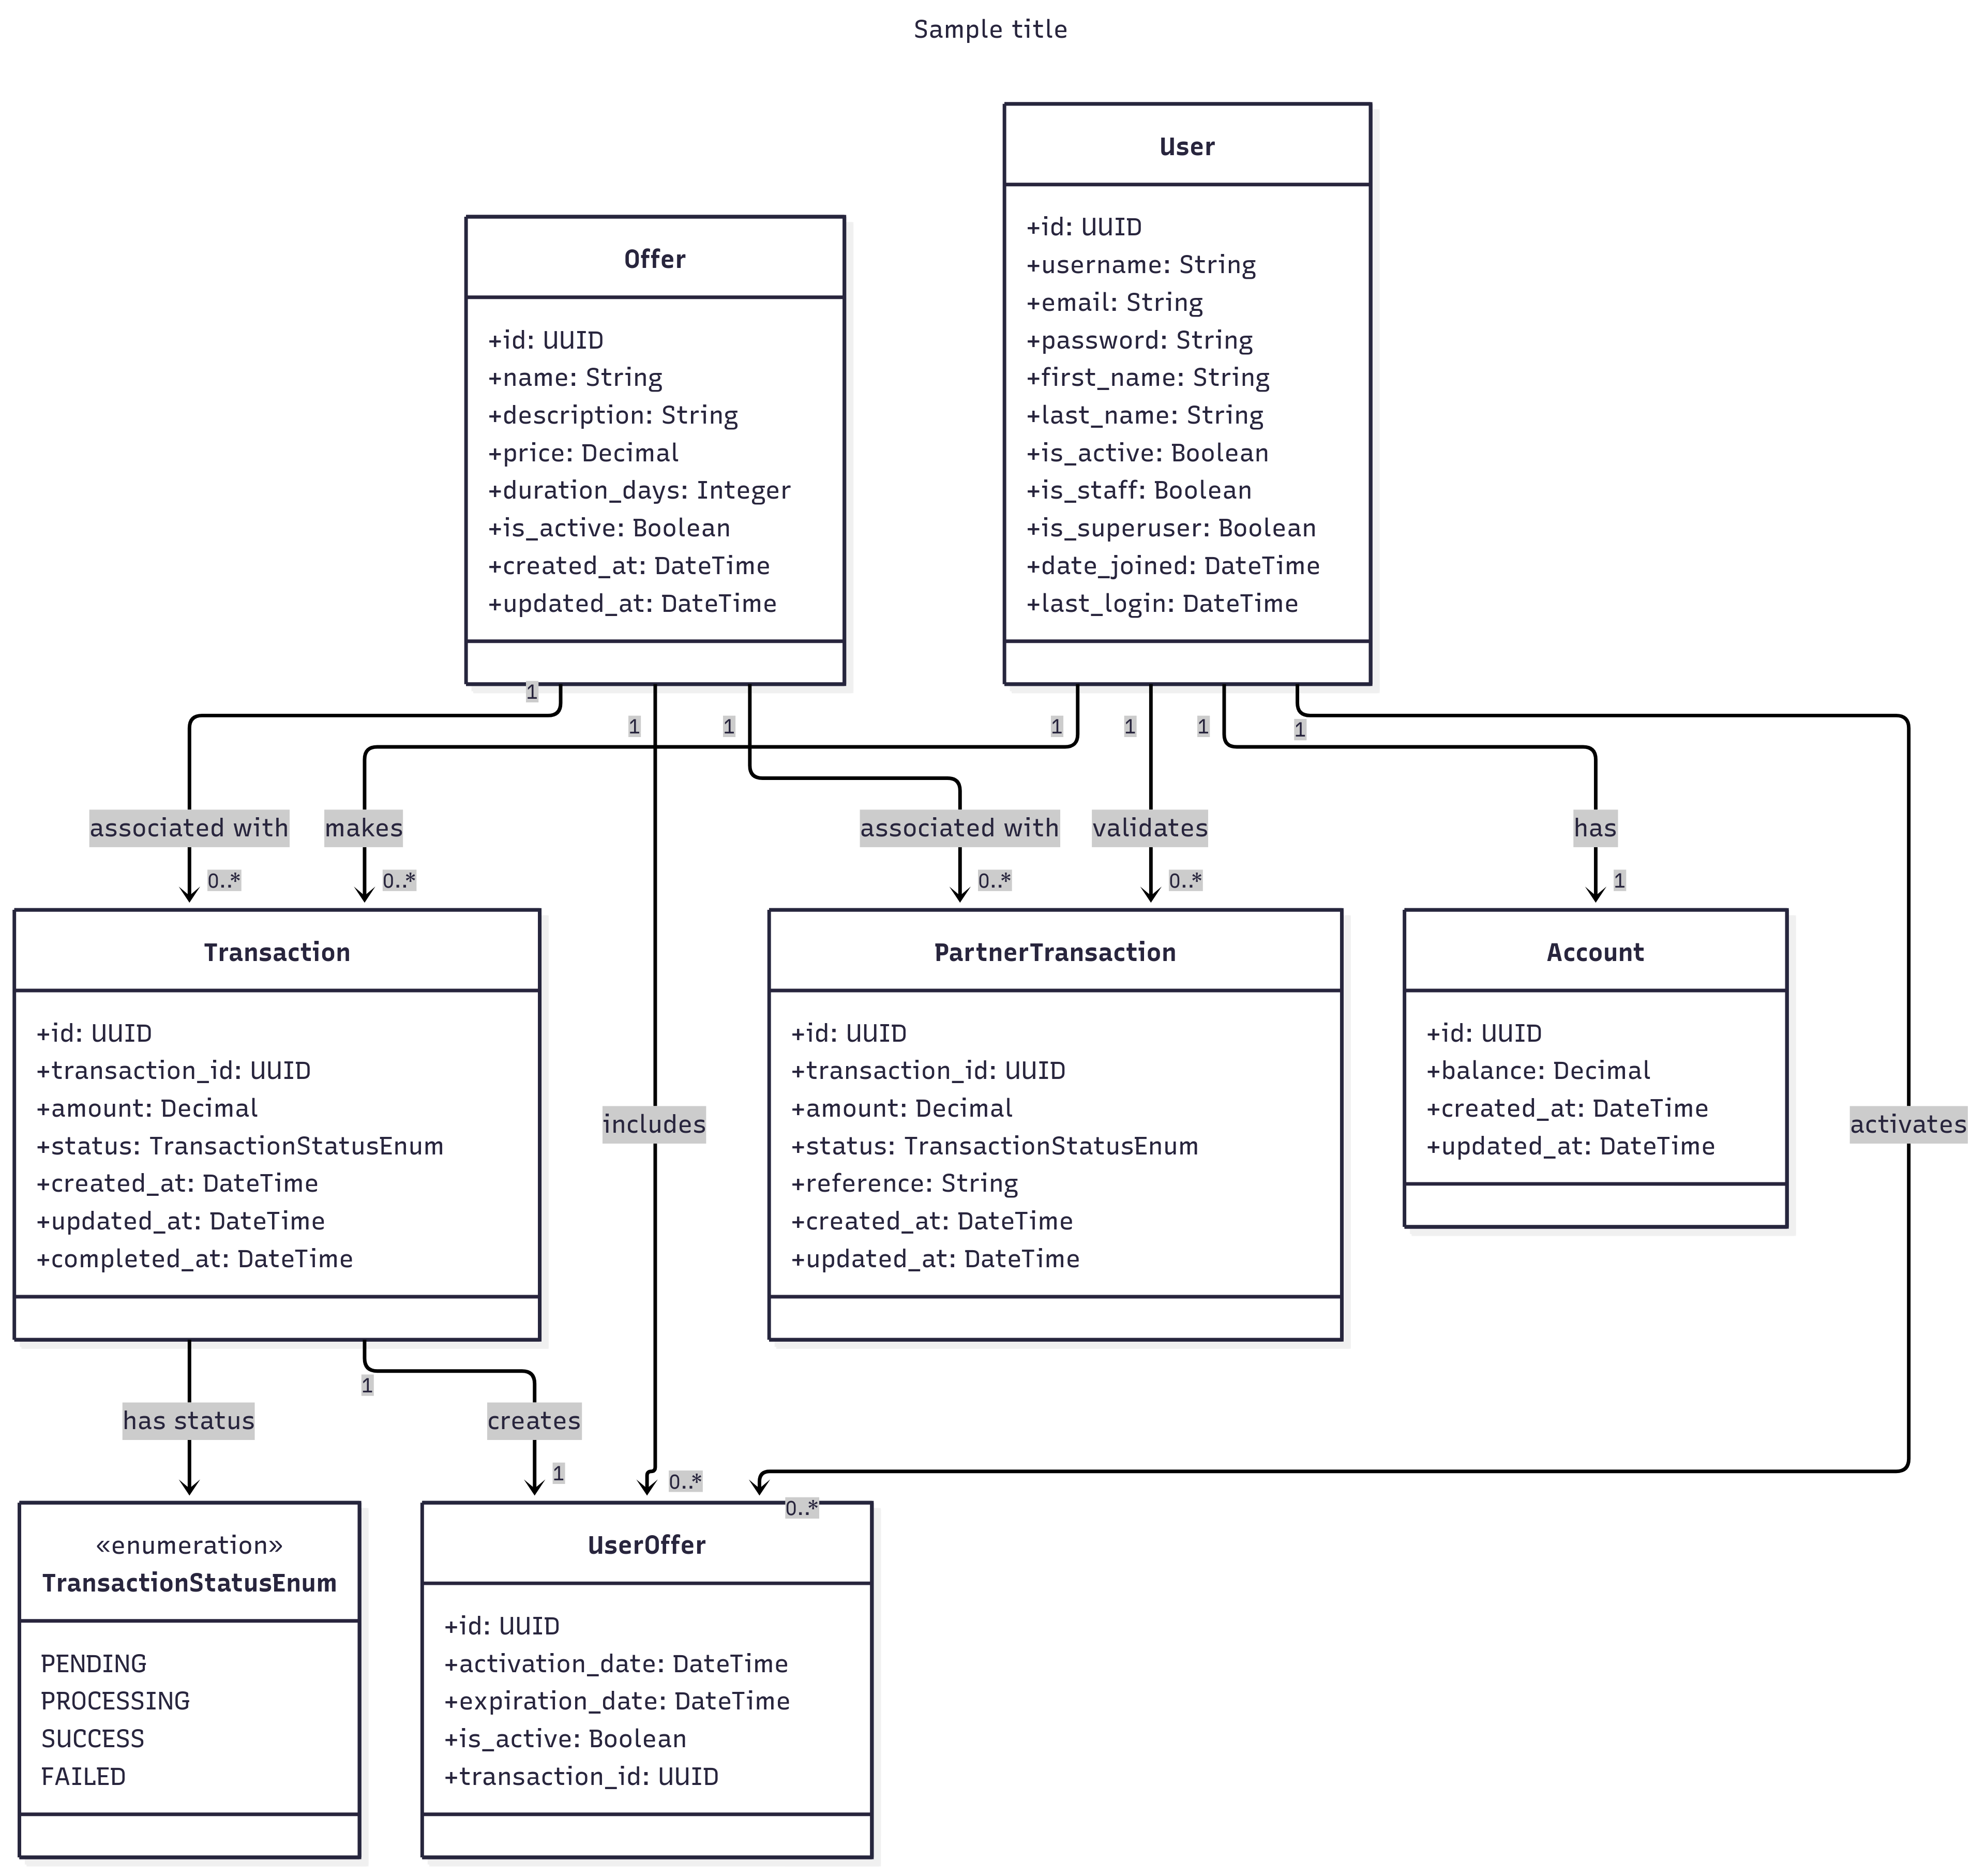 Sample title
User
+id: UUID
+username: String
+email: String
+password: String
+first_name: String
+last_name: String
+is_active: Boolean
+is_staff: Boolean
+is_superuser: Boolean
+date_joined: DateTime
+last_login: DateTime
Offer
+id: UUID
+name: String
+description: String
+price: Decimal
+duration_days: Integer
+is_active: Boolean
+created_at: DateTime
+updated_at: DateTime
1
1
1
1
1
1
1
associated with
makes
associated with
validates
has
0..*
0..*
0..*
0..*
1
Transaction
+id: UUID
+transaction_id: UUID
+amount: Decimal
+status: TransactionStatusEnum
+created_at: DateTime
+updated_at: DateTime
+completed_at: DateTime
includes
PartnerTransaction
+id: UUID
+transaction_id: UUID
+amount: Decimal
+status: TransactionStatusEnum
+reference: String
+created_at: DateTime
+updated_at: DateTime
Account
+id: UUID
+balance: Decimal
+created_at: DateTime
+updated_at: DateTime
activates
1
has status
creates
1
0..*
0..*
«enumeration»
TransactionStatusEnum
PENDING
PROCESSING
SUCCESS
FAILED
UserOffer
+id: UUID
+activation_date: DateTime
+expiration_date: DateTime
+is_active: Boolean
+transaction_id: UUID